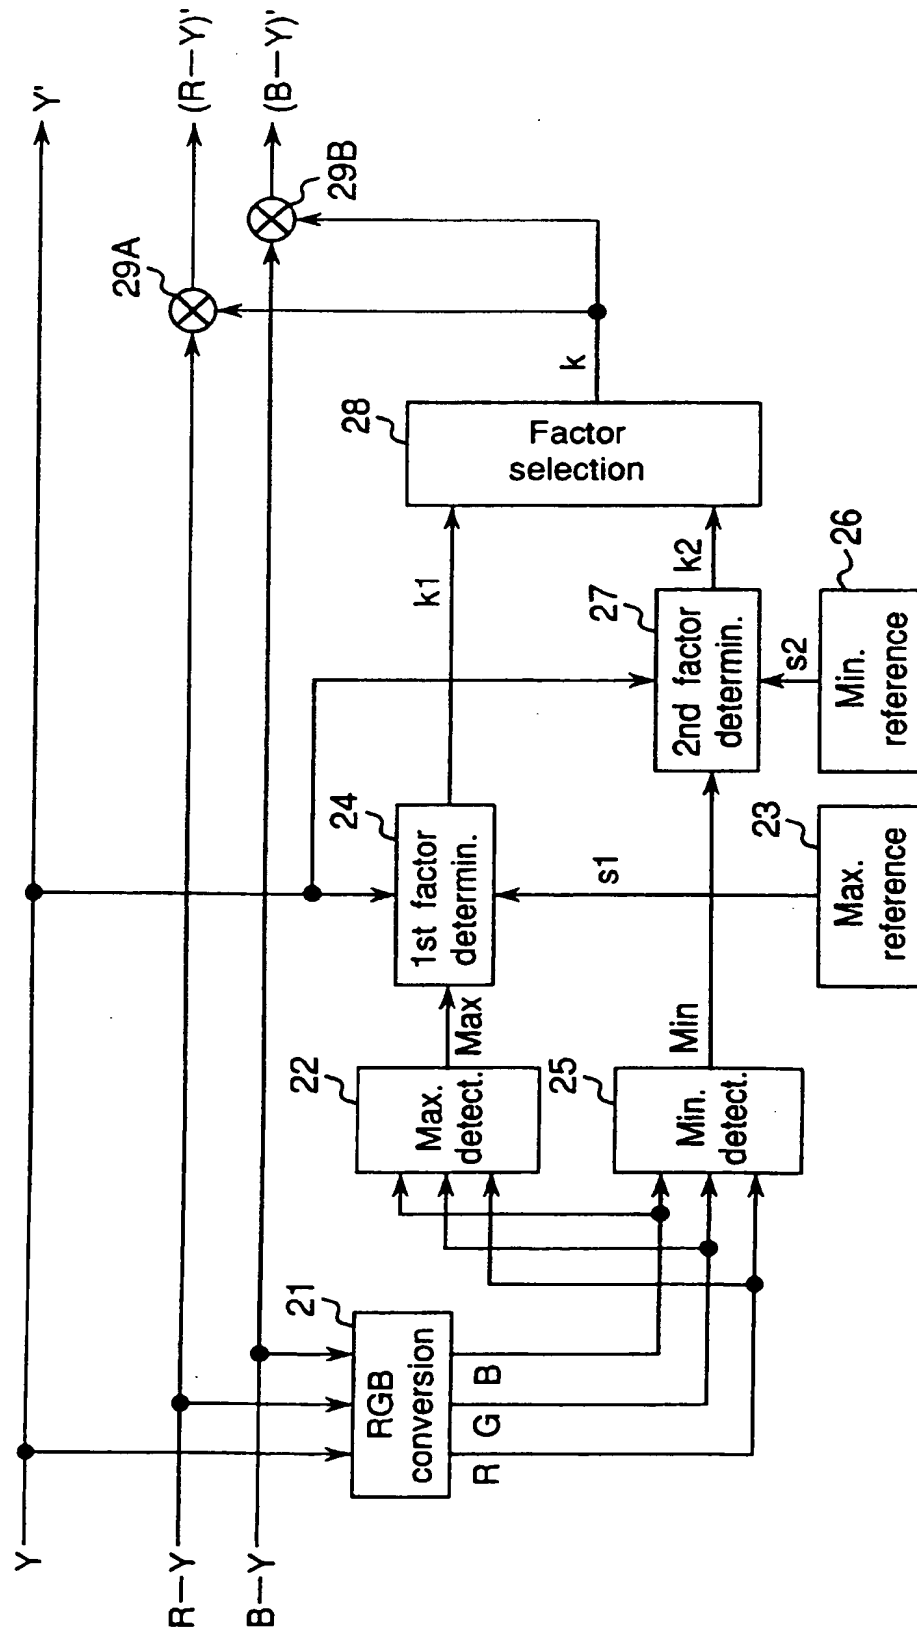 Y
Y'
R—Y
(R—Y)'
B—Y
(B—Y)'
29A
29B
21
RGB
conversion
R
G
B
22
Max.
detect.
Max
24
1st factor
determin.
k1
28
Factor
selection
k
25
Min.
detect.
Min
27
2nd factor
determin.
k2
s1
s2
23
Max.
reference
26
Min.
reference